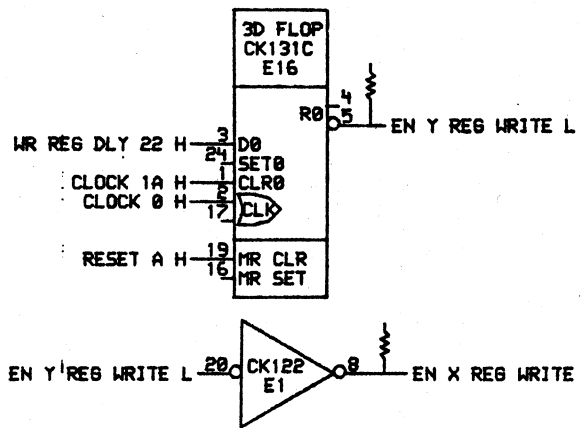 3D FLOP
CK131C
E16
4
R0 5 EN Y REG WRITE L
WR REG DLY 22 H 3 D0
24 SET0
CLOCK 1A H 1 CLR0
CLOCK 0 H 2 CLK
17
RESET A H 19 MR CLR
16 MR SET
EN Y REG WRITE L 20 CK122 8 EN X REG WRITE
E1